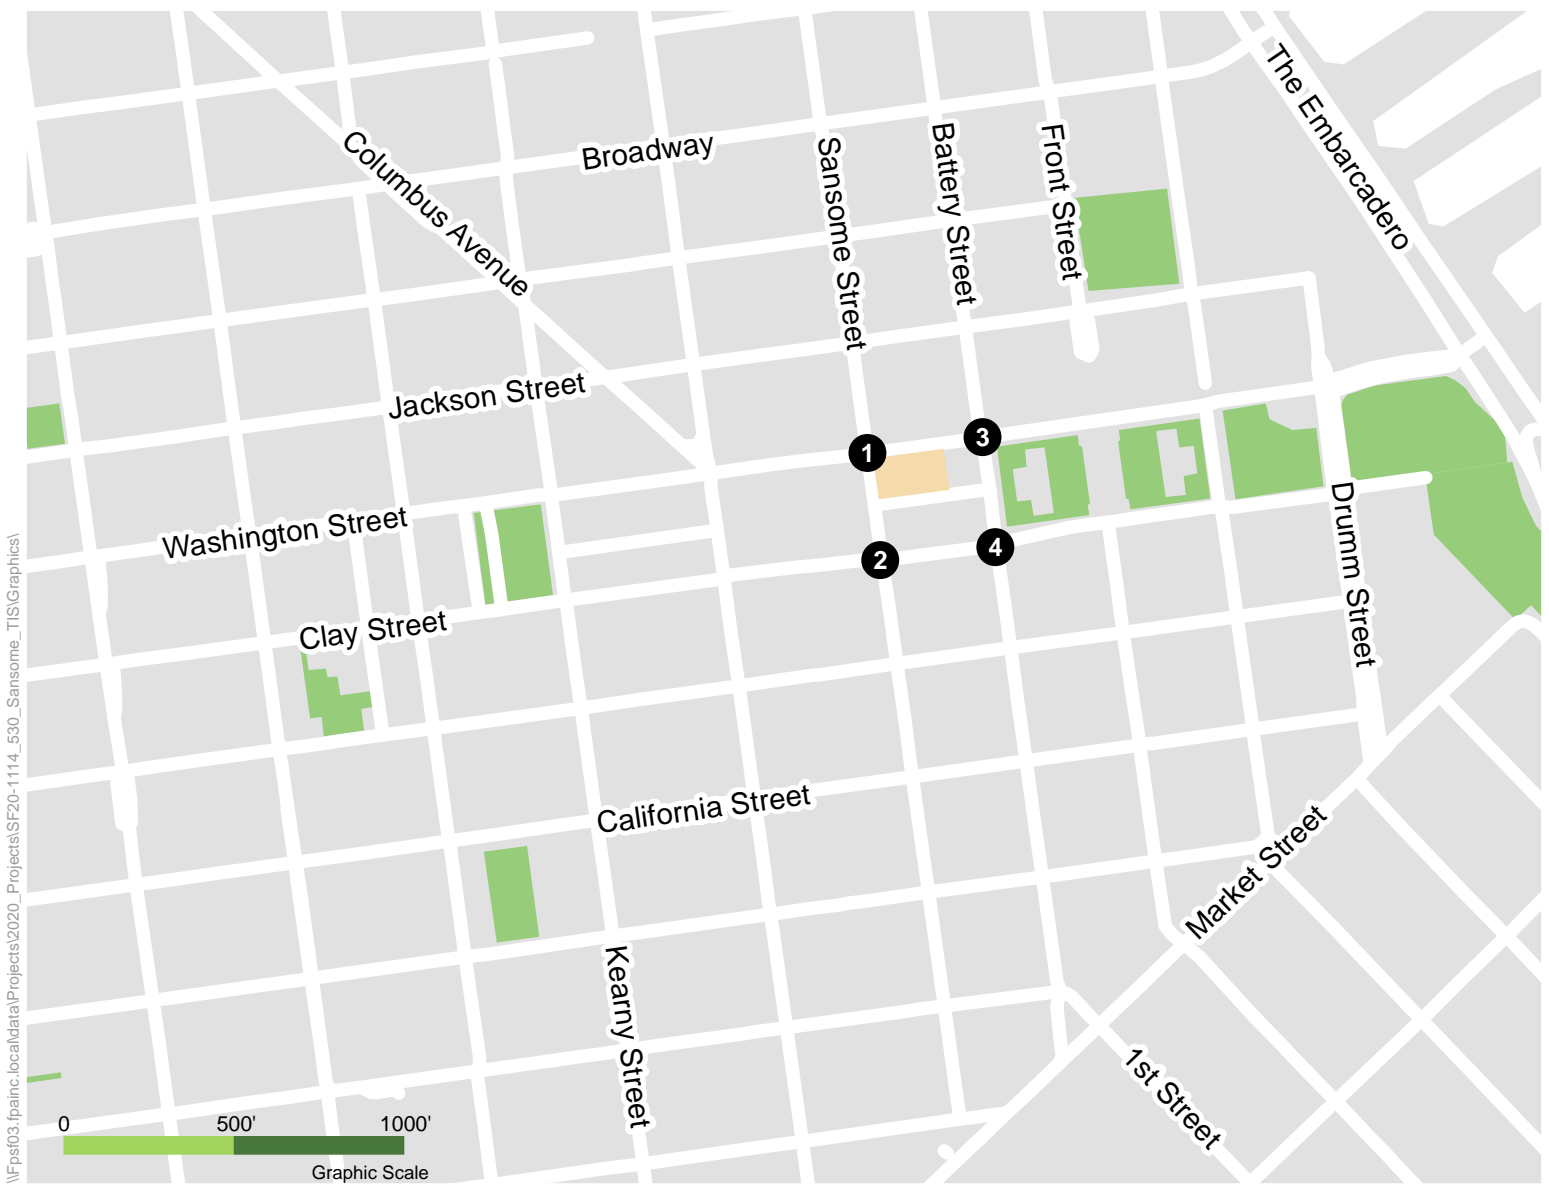 The Embarcadero
Columbus Avenue
Broadway
Sansome Street
Battery Street
Front Street
Jackson Street
1
3
Washington Street
2
4
Drumm Street
Clay Street
California Street
Market Street
Kearny Street
1st Street
0 500' 1000'
Graphic Scale
\\Fpsf03.fpainc.local\data\Projects\2020_Projects\SF20-1114_530_Sansome_TIS\Graphics\